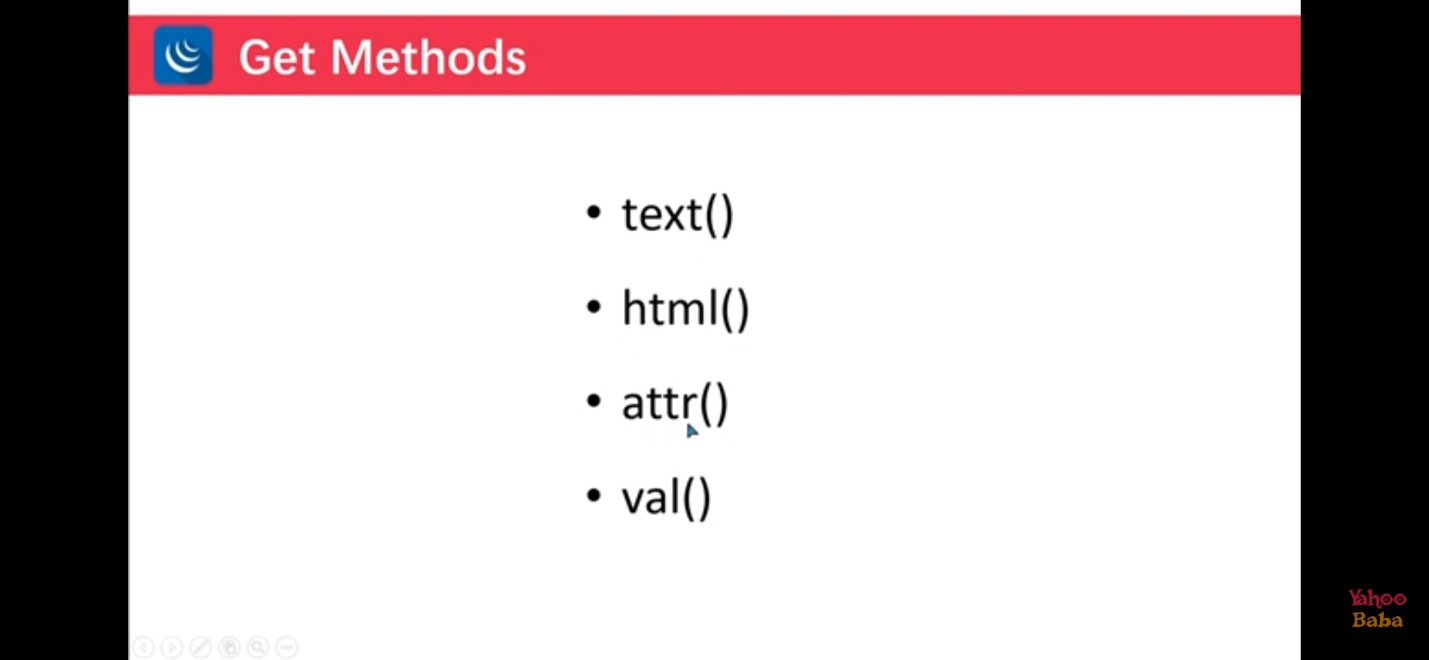 Get Methods
• text()
• html()
• attr()
• val()
Yahoo
Baba